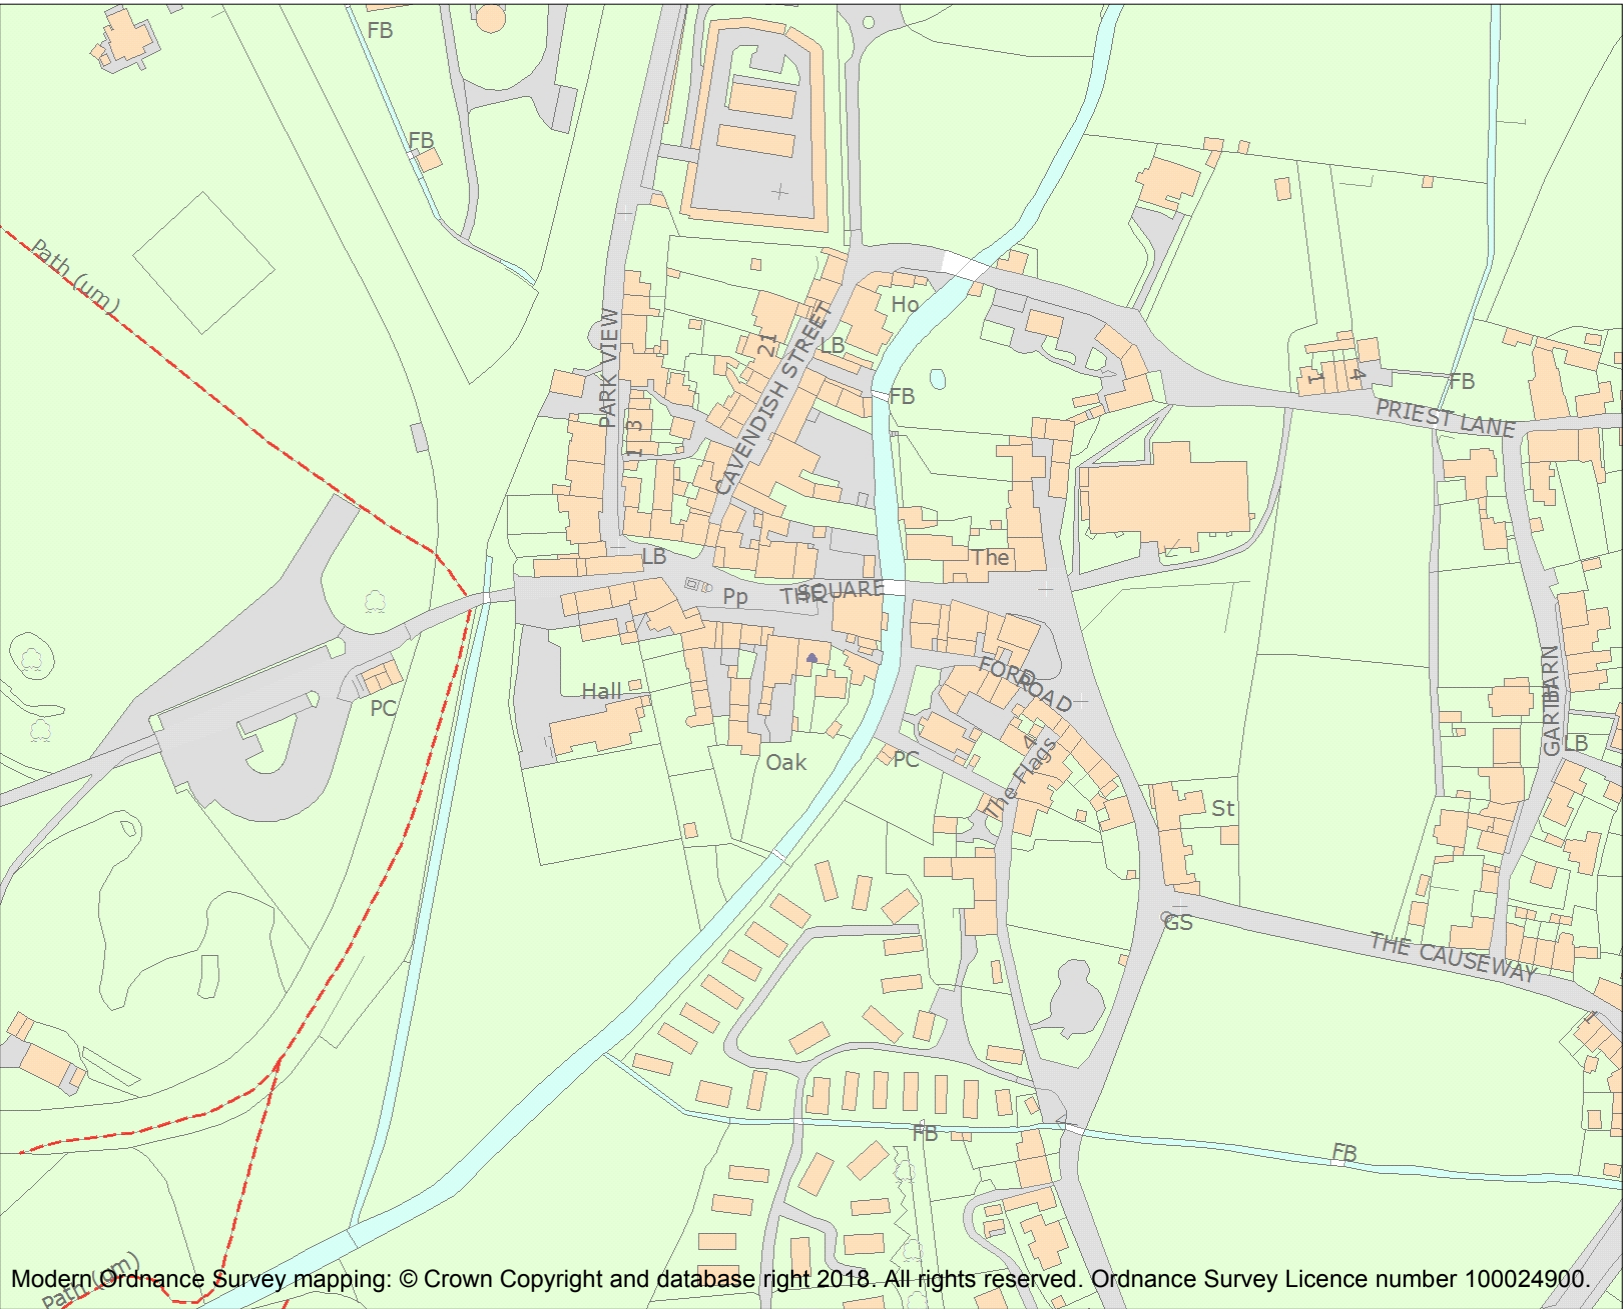 FB
FB
Path (um)
Ho
LB
21
CAVENDISH STREET
PARK VIEW
1 3
FB
1
4
FB
PRIEST LANE
LB
The
Pp
THE
SQUARE
FORD
ROAD
Hall
PC
Oak
PC
4
The Flags
St
GARTH
BARN
LB
GS
THE CAUSEWAY
1
FB
FB
Path (um)
Modern Ordnance Survey mapping: © Crown Copyright and database right 2018. All rights reserved. Ordnance Survey Licence number 100024900.